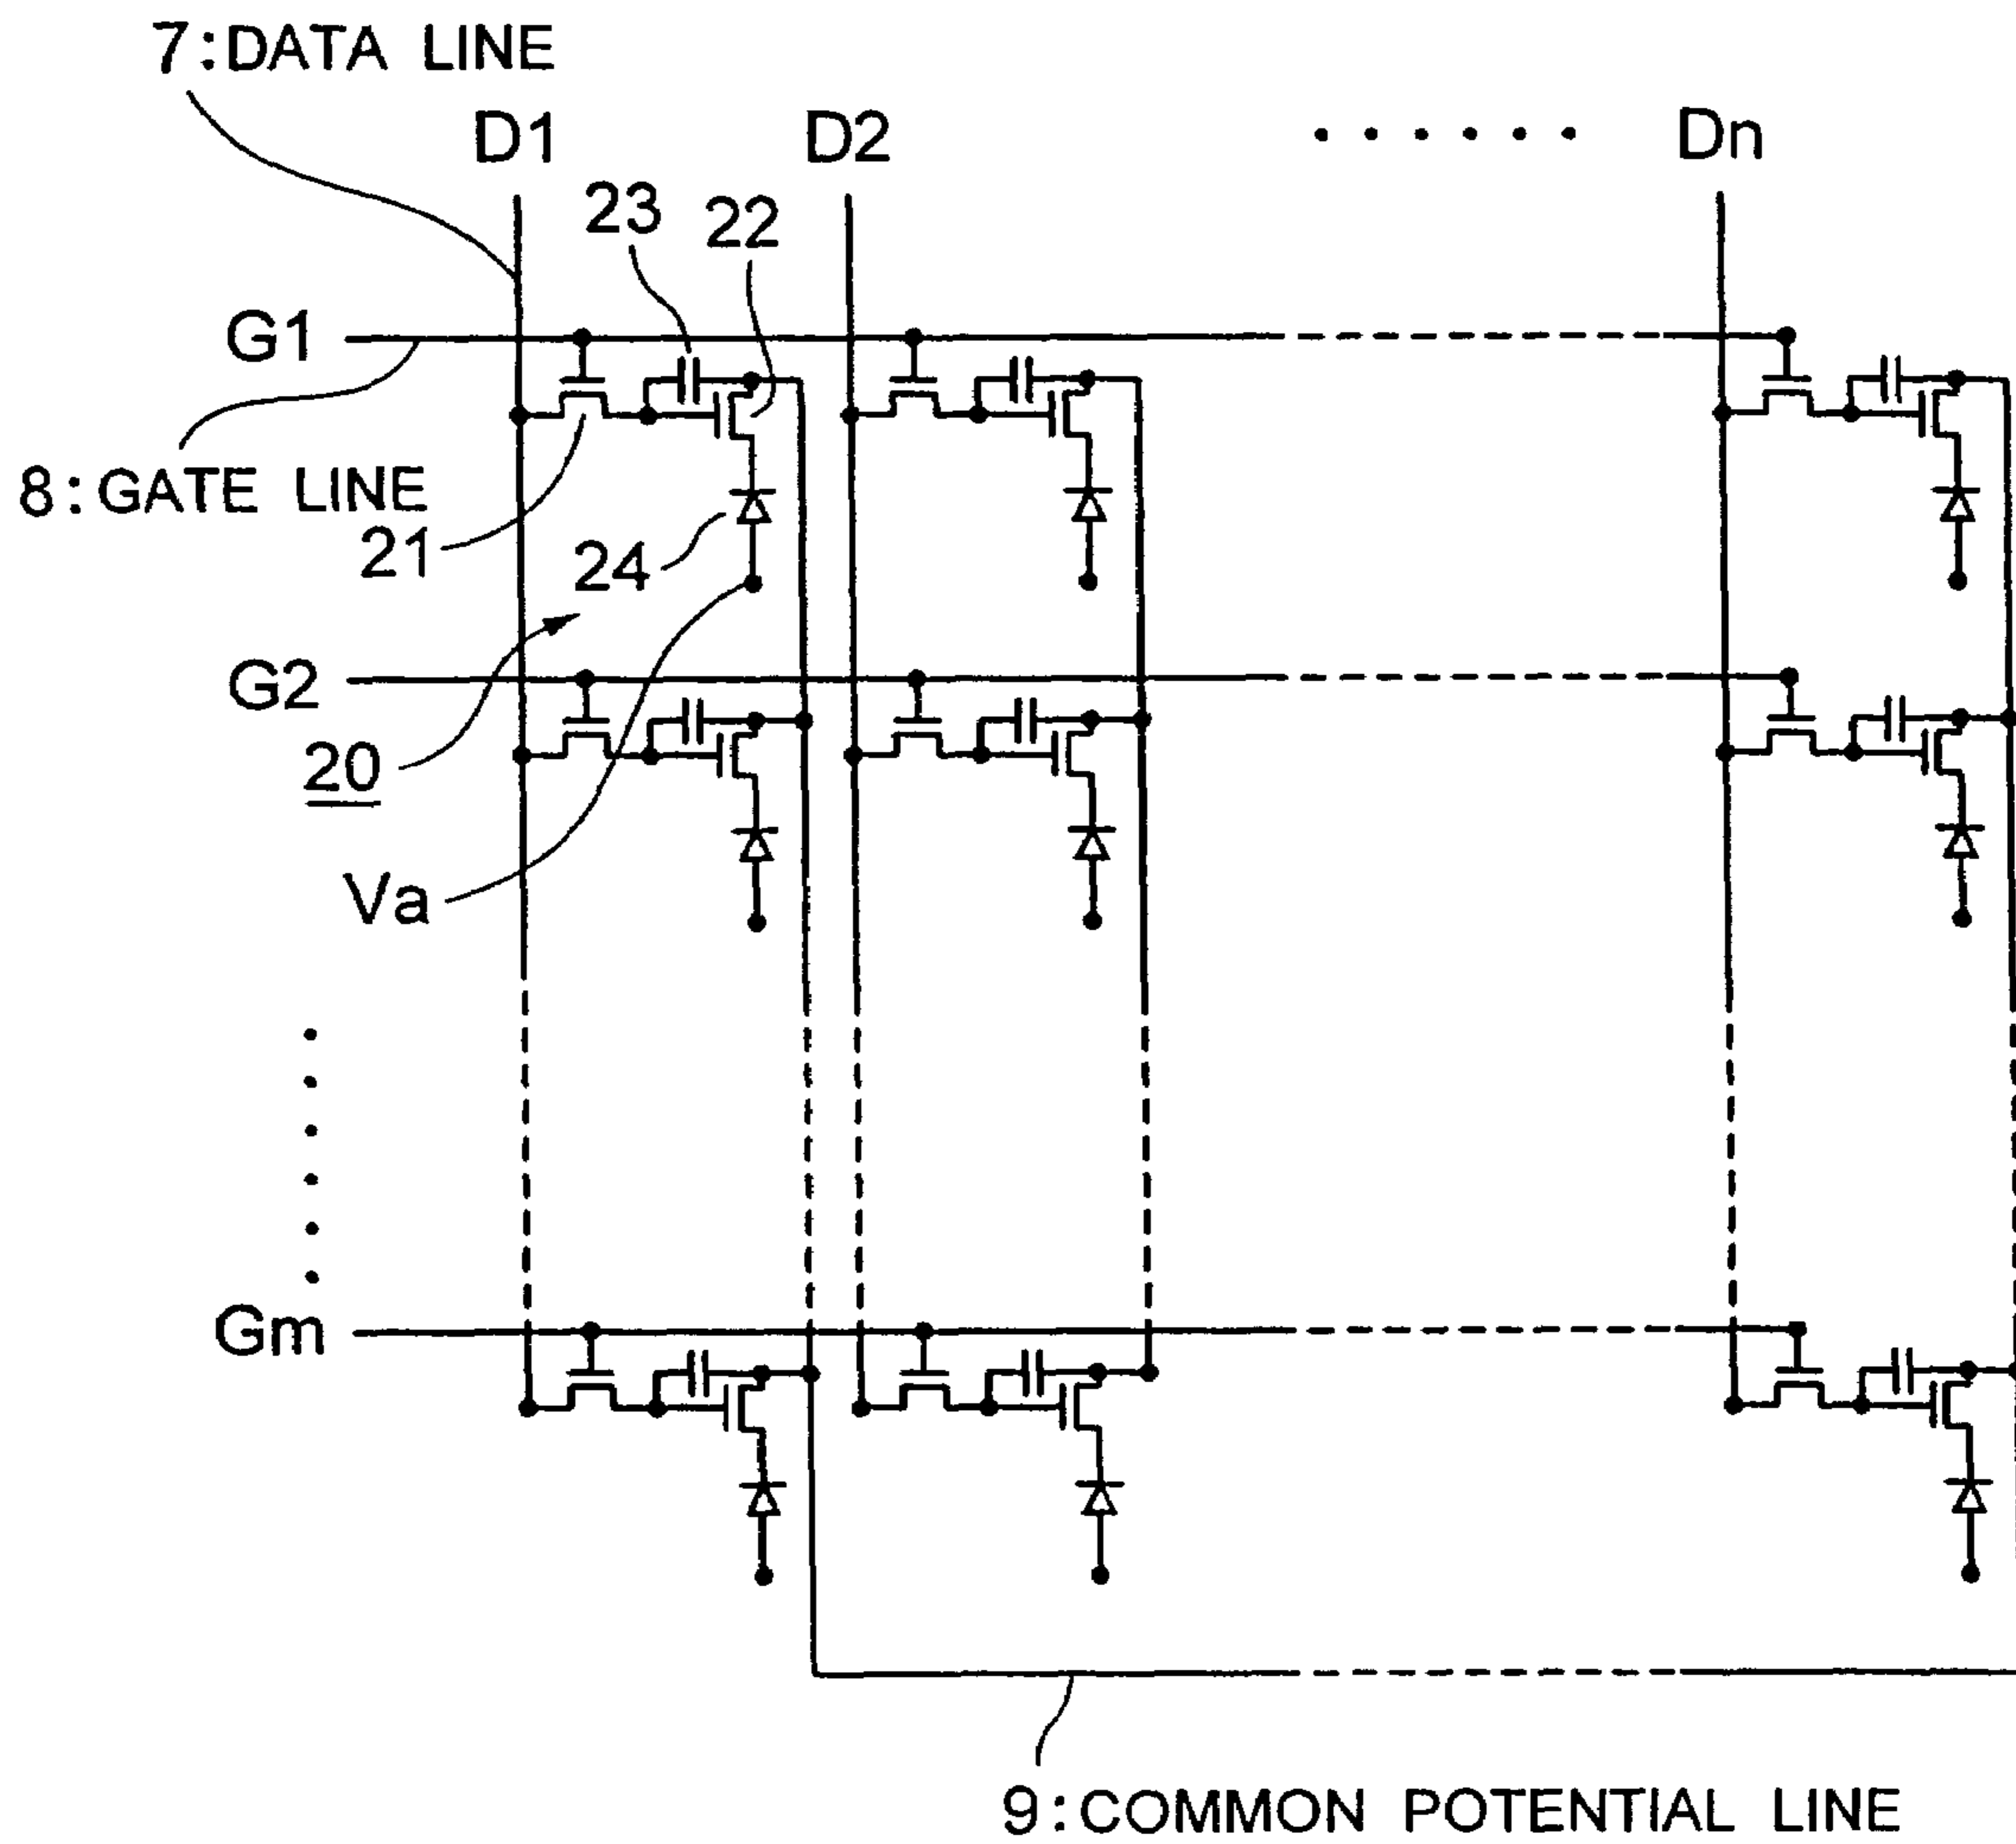 7:DATA LINE
D1 D2 ...... Dn
23 22
G1
8:GATE LINE
21 24
G2
20
Va
Gm
9:COMMON POTENTIAL LINE